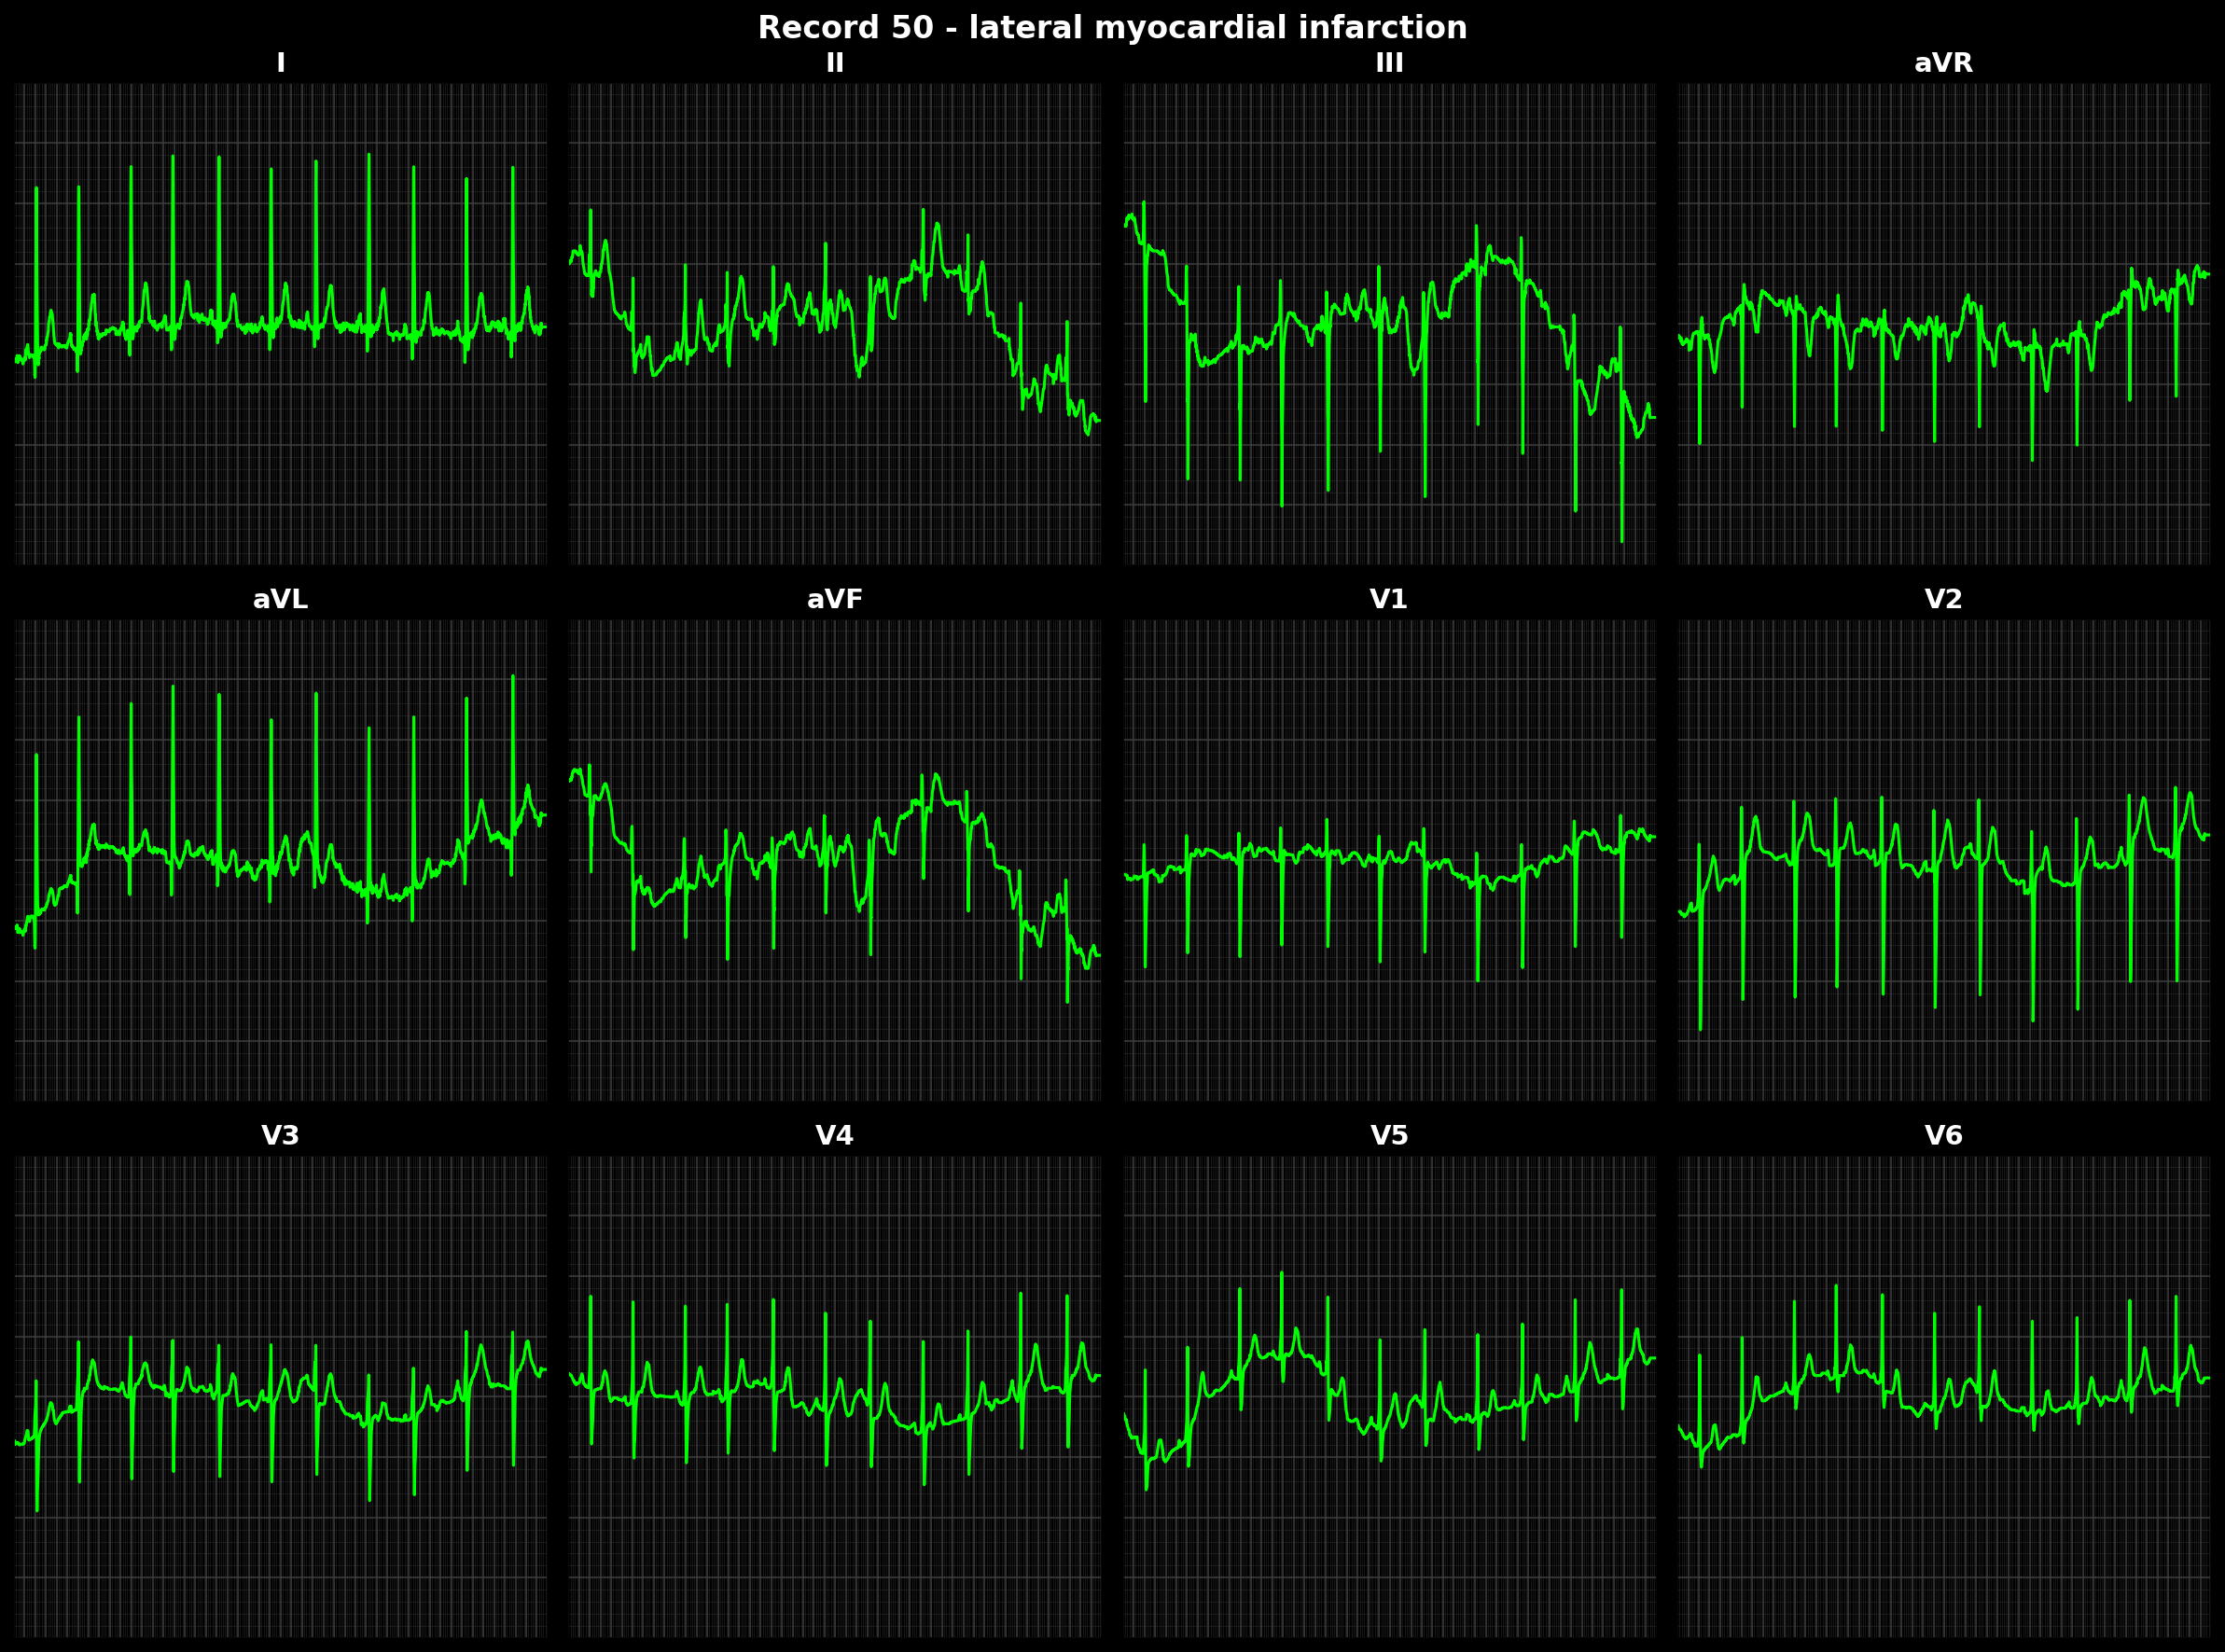 Record 50 - lateral myocardial infarction
I II III aVR
aVL aVF V1 V2
V3 V4 V5 V6